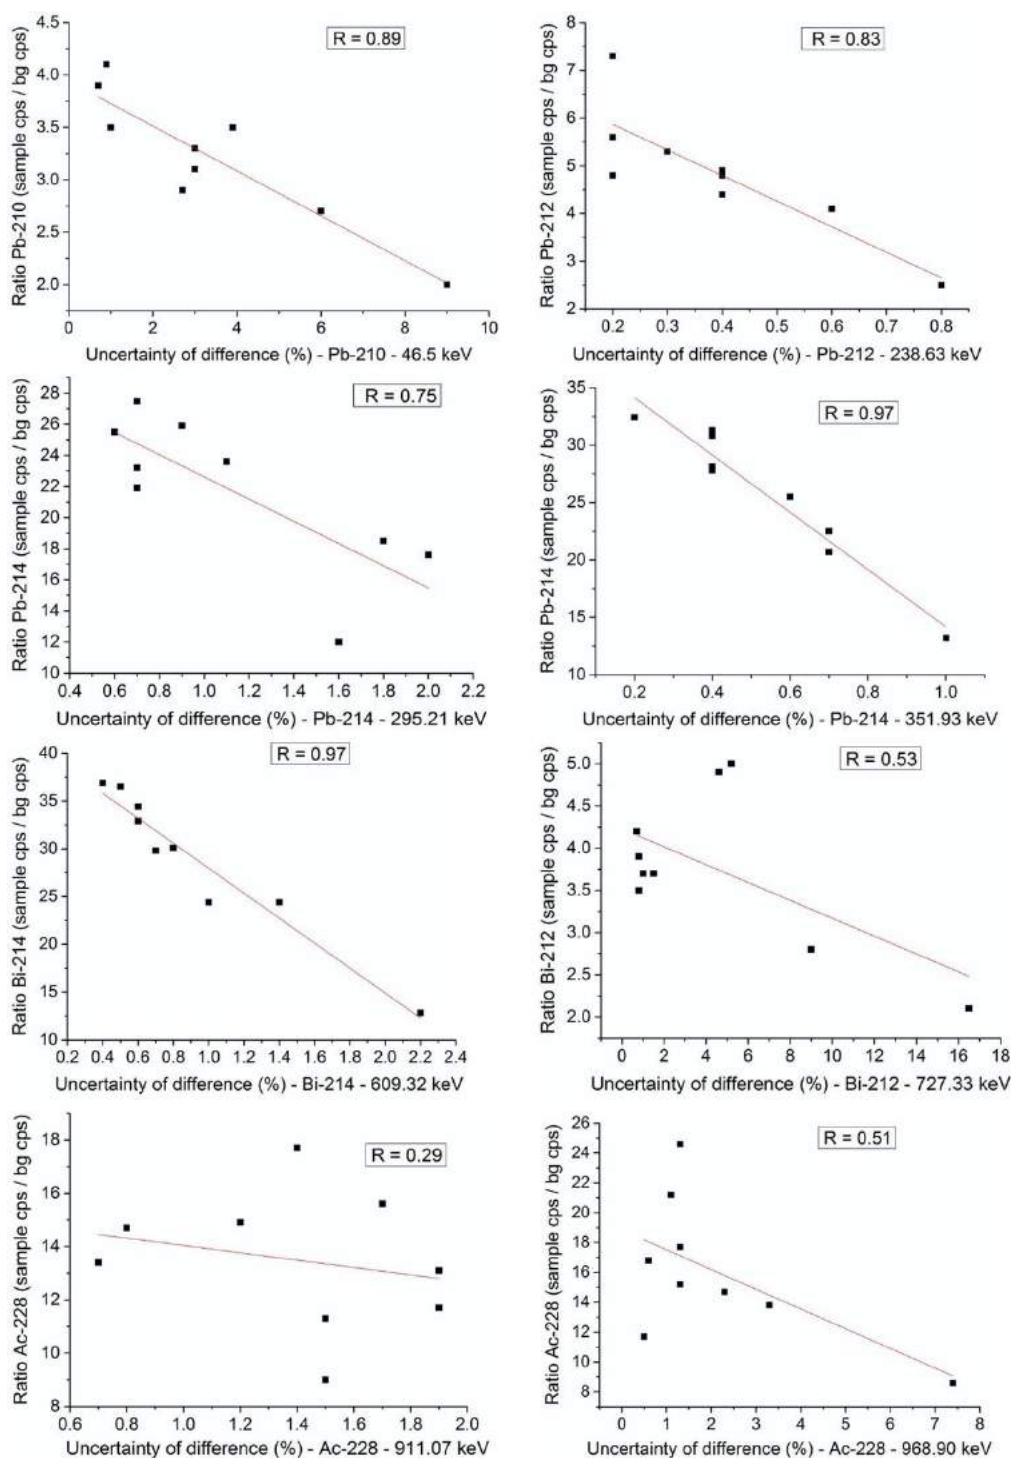 R = 0.89
Ratio Pb-210 (sample cps / bg cps)
4.5
4.0
3.5
3.0
2.5
2.0
0 2 4 6 8 10
Uncertainty of difference (%) - Pb-210 - 46.5 keV
R = 0.83
Ratio Pb-212 (sample cps / bg cps)
8
7
6
5
4
3
2
0.2 0.3 0.4 0.5 0.6 0.7 0.8
Uncertainty of difference (%) - Pb-212 - 238.63 keV
R = 0.75
Ratio Pb-214 (sample cps / bg cps)
28
26
24
22
20
18
16
14
12
10
0.4 0.6 0.8 1.0 1.2 1.4 1.6 1.8 2.0 2.2
Uncertainty of difference (%) - Pb-214 - 295.21 keV
R = 0.97
Ratio Pb-214 (sample cps / bg cps)
35
30
25
20
15
10
0.2 0.4 0.6 0.8 1.0
Uncertainty of difference (%) - Pb-214 - 351.93 keV
R = 0.97
Ratio Bi-214 (sample cps / bg cps)
40
35
30
25
20
15
10
0.2 0.4 0.6 0.8 1.0 1.2 1.4 1.6 1.8 2.0 2.2 2.4
Uncertainty of difference (%) - Bi-214 - 609.32 keV
R = 0.53
Ratio Bi-212 (sample cps / bg cps)
5.0
4.5
4.0
3.5
3.0
2.5
2.0
0 2 4 6 8 10 12 14 16 18
Uncertainty of difference (%) - Bi-212 - 727.33 keV
R = 0.29
Ratio Ac-228 (sample cps / bg cps)
18
16
14
12
10
8
0.6 0.8 1.0 1.2 1.4 1.6 1.8 2.0
Uncertainty of difference (%) - Ac-228 - 911.07 keV
R = 0.51
Ratio Ac-228 (sample cps / bg cps)
26
24
22
20
18
16
14
12
10
8
0 1 2 3 4 5 6 7 8
Uncertainty of difference (%) - Ac-228 - 968.90 keV